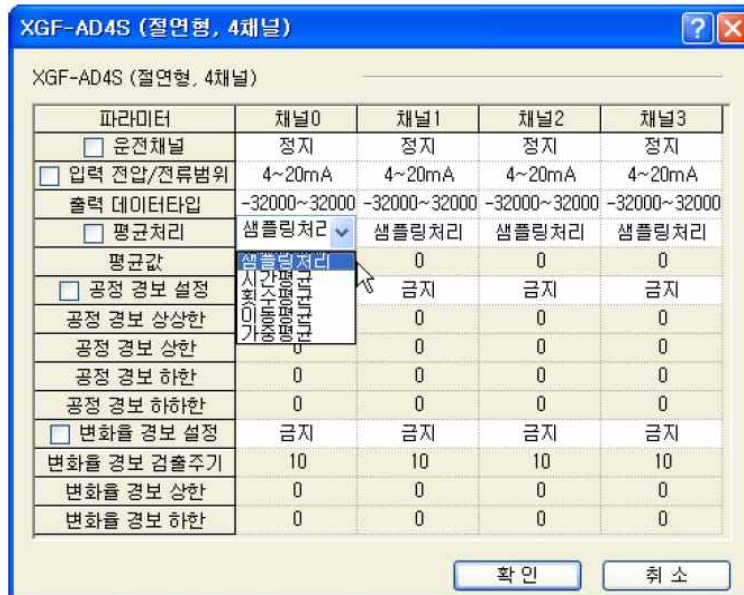 XGF-AD4S (절연형, 4채널)
XGF-AD4S (절연형, 4채널)
파라미터 채널0 채널1 채널2 채널3
운전채널 정지 정지 정지 정지
입력 전압/전류범위 4~20mA 4~20mA 4~20mA 4~20mA
출력 데이터타입 -32000~32000 -32000~32000 -32000~32000 -32000~32000
평균처리 샘플링처리 샘플링처리 샘플링처리 샘플링처리
평균값 0 0 0
샘플링처리
시간평균
횟수평균
이동평균
가중평균
공정 경보 설정 금지 금지 금지
공정 경보 상상한 0 0 0
공정 경보 상한 0 0 0 0
공정 경보 하한 0 0 0 0
공정 경보 하하한 0 0 0 0
변화율 경보 설정 금지 금지 금지 금지
변화율 경보 검출주기 10 10 10 10
변화율 경보 상한 0 0 0 0
변화율 경보 하한 0 0 0 0
확인 취소